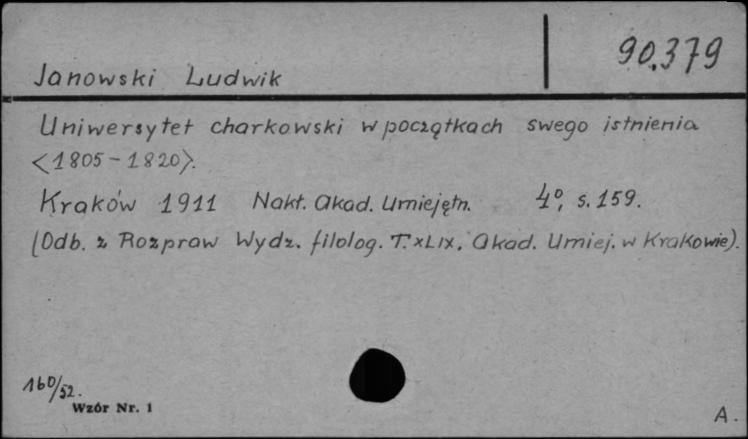 90.379
Janowski Ludwik
Uniwersytet charkowski w początkach swego istnienia
<1805-1820>.
Kraków 1911 Nakł. Akad. Umiejętn. 4°, s. 159.
(Odb. z Rozpraw Wydz. filolog. T. XLIX. Akad. Umiej. w Krakowie).
160/52.
Wzór Nr. 1
A.